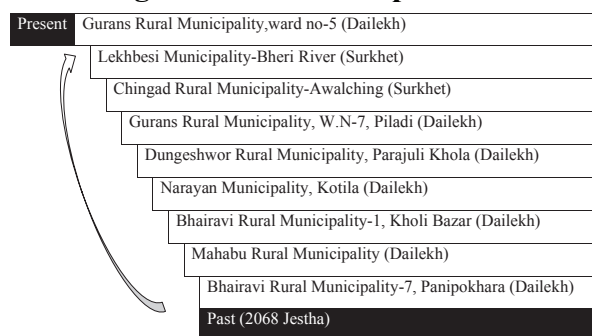 Present Gurans Rural Municipality,ward no-5 (Dailekh)
Lekhbesi Municipality-Bheri River (Surkhet)
Chingad Rural Municipality-Awalching (Surkhet)
Gurans Rural Municipality, W.N-7, Piladi (Dailekh)
Dungeshwor Rural Municipality, Parajuli Khola (Dailekh)
Narayan Municipality, Kotila (Dailekh)
Bhairavi Rural Municipality-1, Kholi Bazar (Dailekh)
Mahabu Rural Municipality (Dailekh)
Bhairavi Rural Municipality-7, Panipokhara (Dailekh)
Past (2068 Jestha)